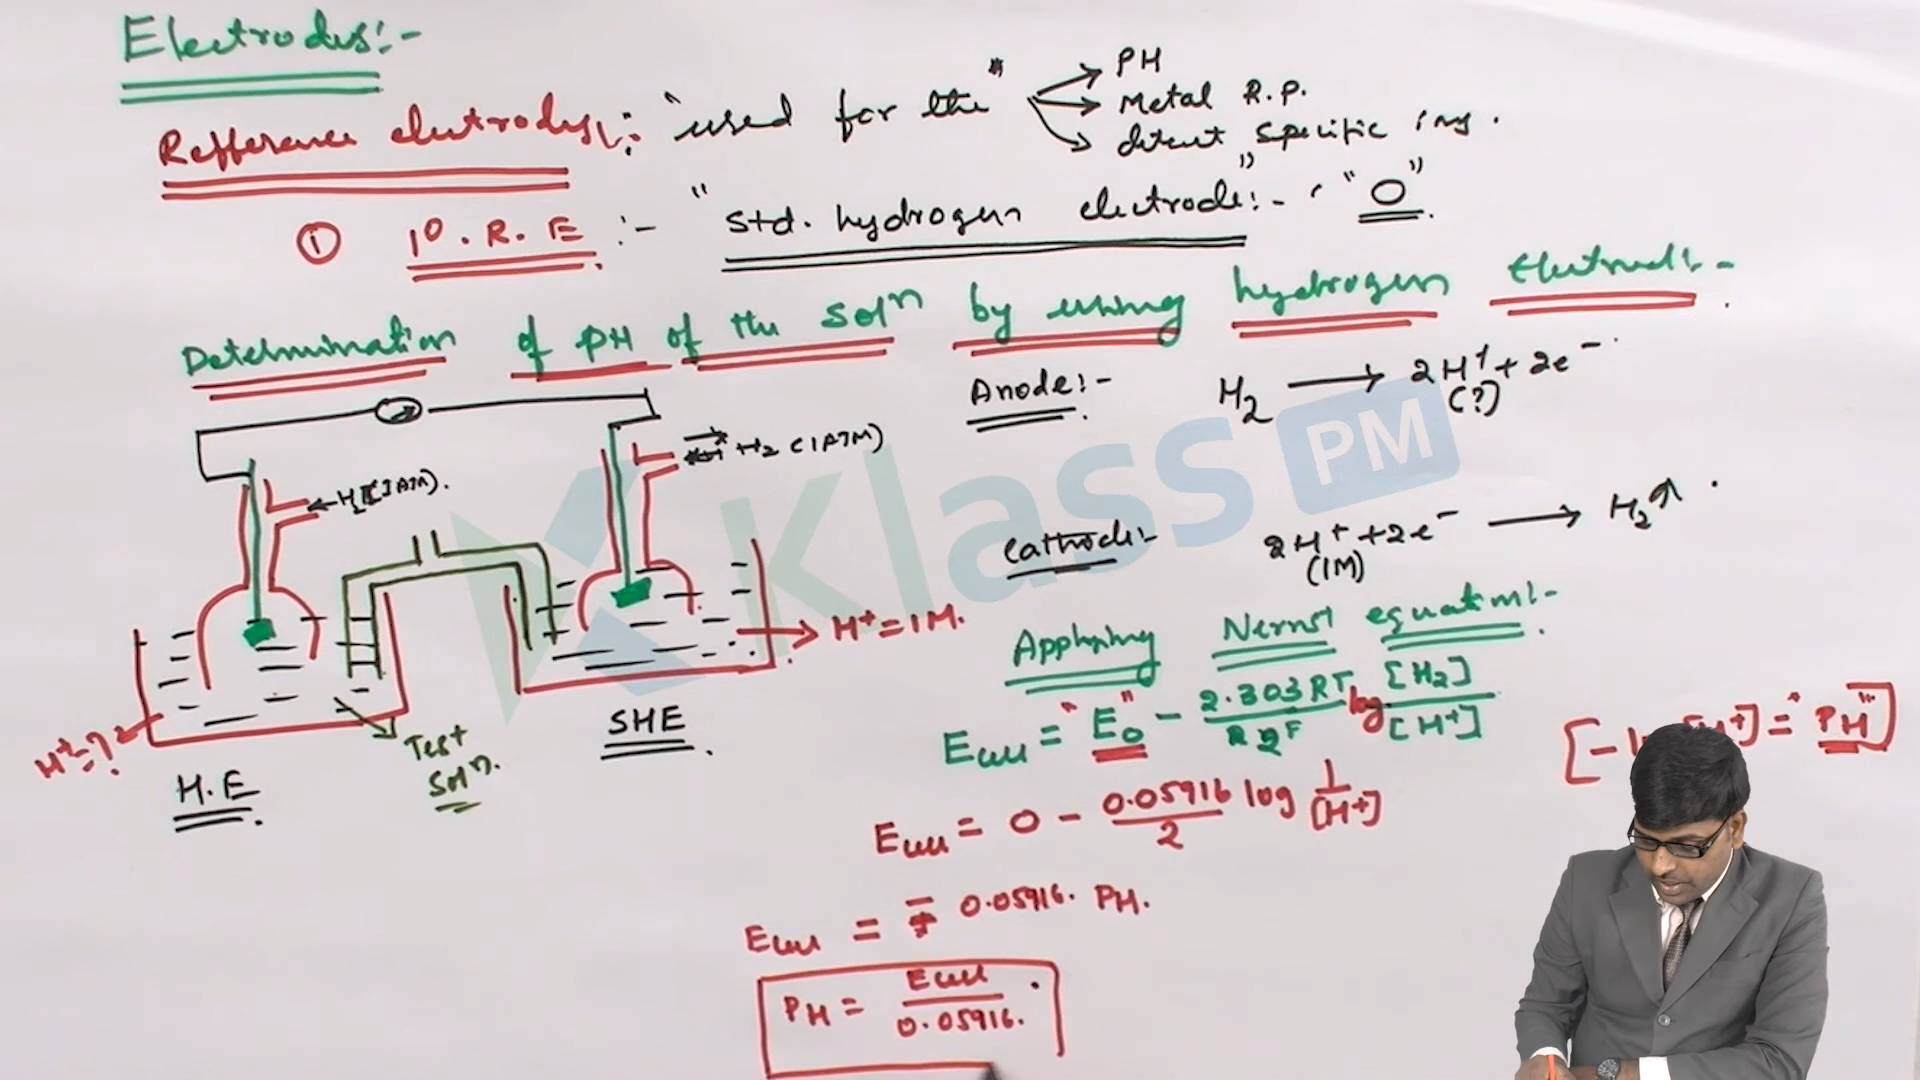 Electrodes:-
Refference electrodes:- "used for the"
PH
Metal R.P.
detect specific ions.
① 1°.R.E :- "Std. hydrogen electrode":- "O"
Determination of PH of the solⁿ by using hydrogen Electrode:-
Anode:- H₂ → 2H⁺ + 2e⁻
(?)
H₂ (1ATM)
H₂ (1ATM).
Cathode:- 2H⁺ + 2e⁻ → H₂↑.
(1M)
H⁺ = 1M.
H⁺ = ?
Test
Solⁿ.
H.E.
SHE.
Applying Nernst equation:-
Ecell = "E₀" - 2.303RT/2F log [H₂]/[H⁺]
= "PH"]
Ecell = 0 - 0.05916/2 log 1/[H⁺]
Ecell = - 0.05916. PH.
PH = Ecell/0.05916.
Klass PM